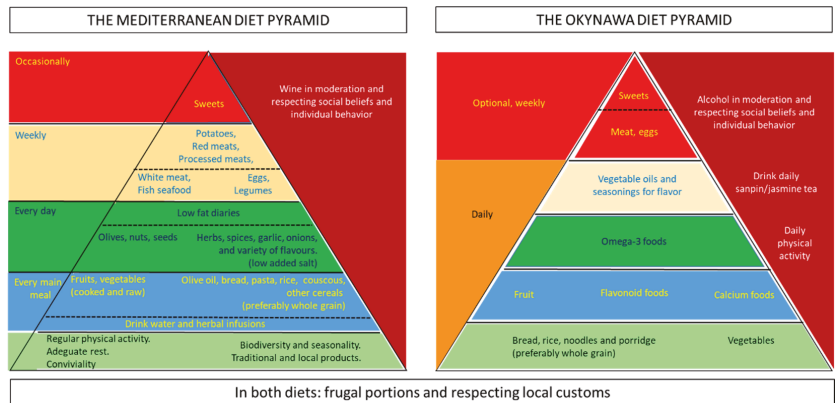 THE MEDITERRANEAN DIET PYRAMID
Occasionally
Sweets
Wine in moderation and
respecting social beliefs and
individual behavior
Weekly
Potatoes,
Red meats,
Processed meats,
White meat,
Fish seafood
Eggs,
Legumes
Every day
Low fat diaries
Olives, nuts, seeds
Herbs, spices, garlic, onions,
and variety of flavours.
(low added salt)
Every main
meal
Fruits, vegetables
(cooked and raw)
Olive oil, bread, pasta, rice, couscous,
other cereals
(preferably whole grain)
Drink water and herbal infusions
Regular physical activity.
Adequate rest.
Conviviality
Biodiversity and seasonality.
Traditional and local products.
THE OKYNAWA DIET PYRAMID
Optional, weekly
Sweets
Meat, eggs
Alcohol in moderation and
respecting social beliefs and
individual behavior
Daily
Vegetable oils and
seasonings for flavor
Drink daily
sanpin/jasmine tea
Omega-3 foods
Daily
physical
activity
Fruit
Flavonoid foods
Calcium foods
Bread, rice, noodles and porridge
(preferably whole grain)
Vegetables
In both diets: frugal portions and respecting local customs